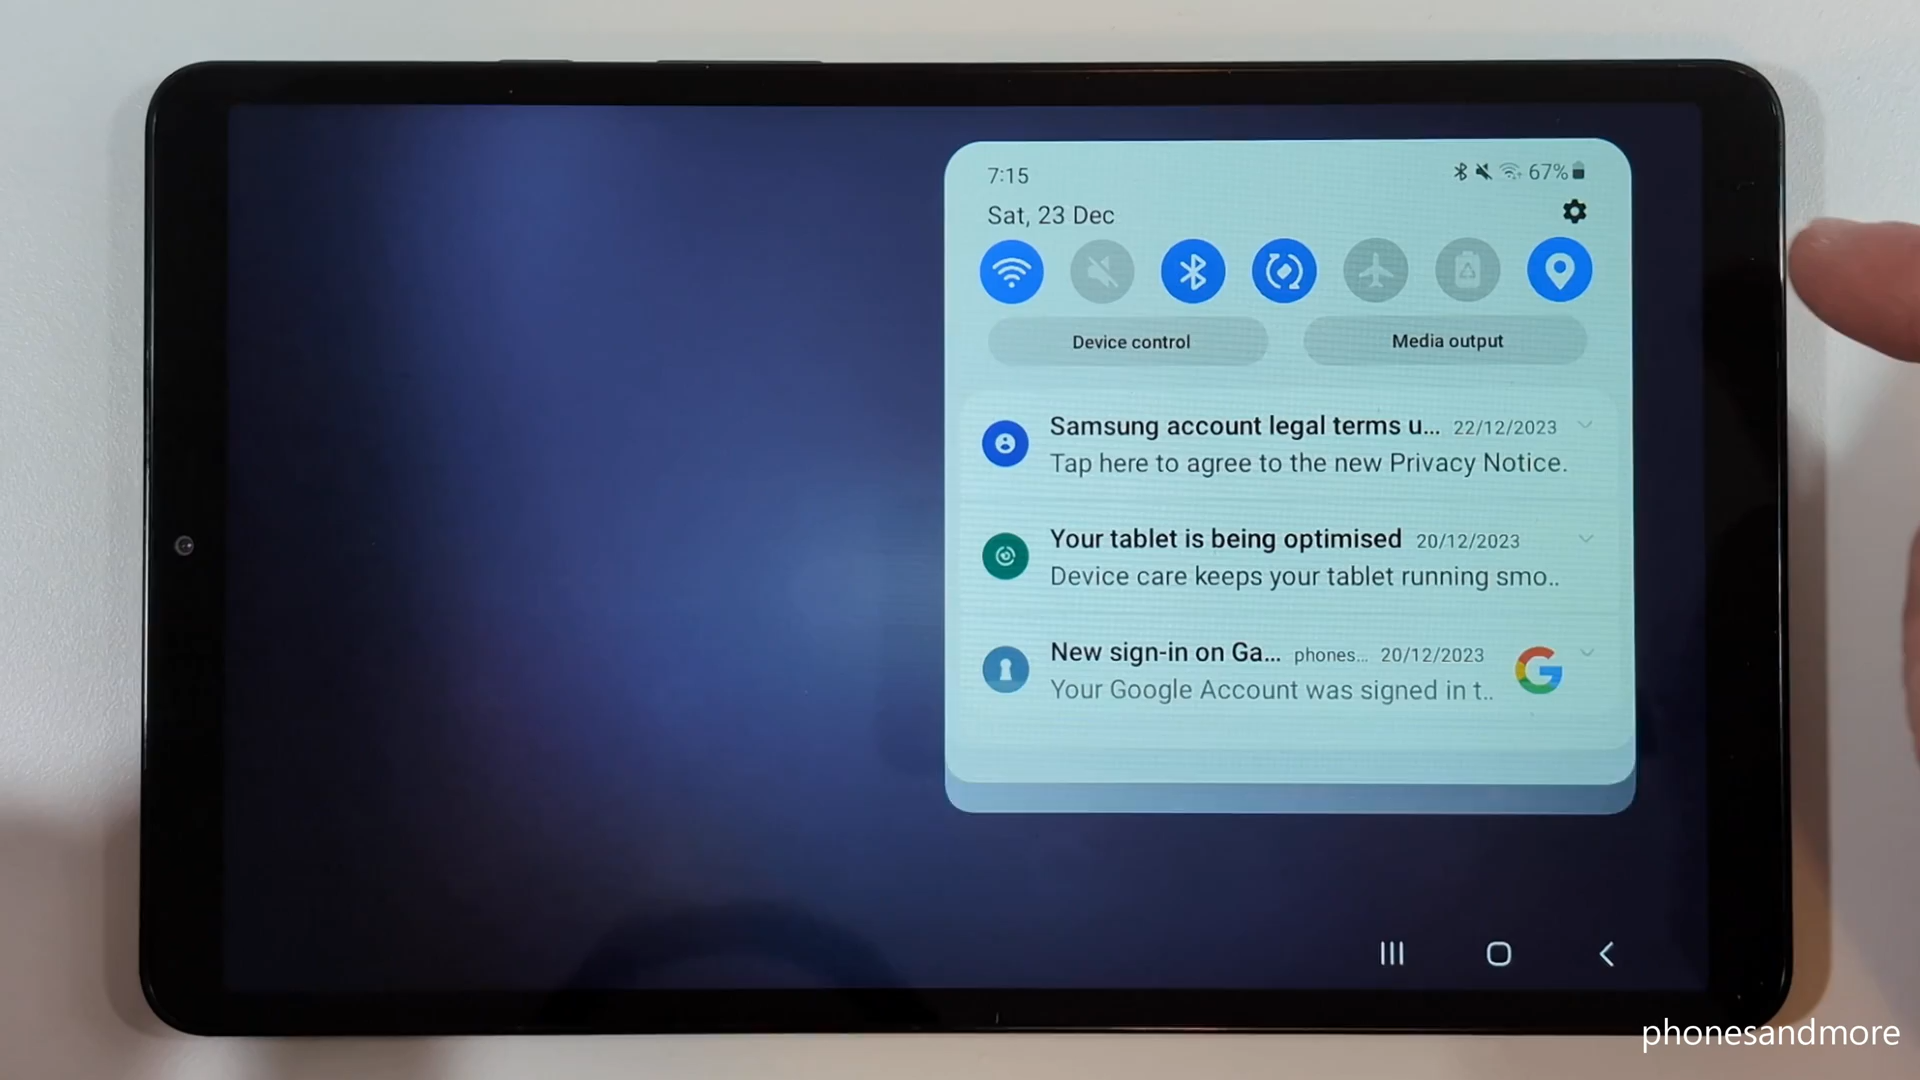 7:15
67%
Sat, 23 Dec
Device control
Media output
Samsung account legal terms u... 22/12/2023
Tap here to agree to the new Privacy Notice.
Your tablet is being optimised 20/12/2023
Device care keeps your tablet running smo..
New sign-in on Ga... phones... 20/12/2023
Your Google Account was signed in t..
phonesandmore